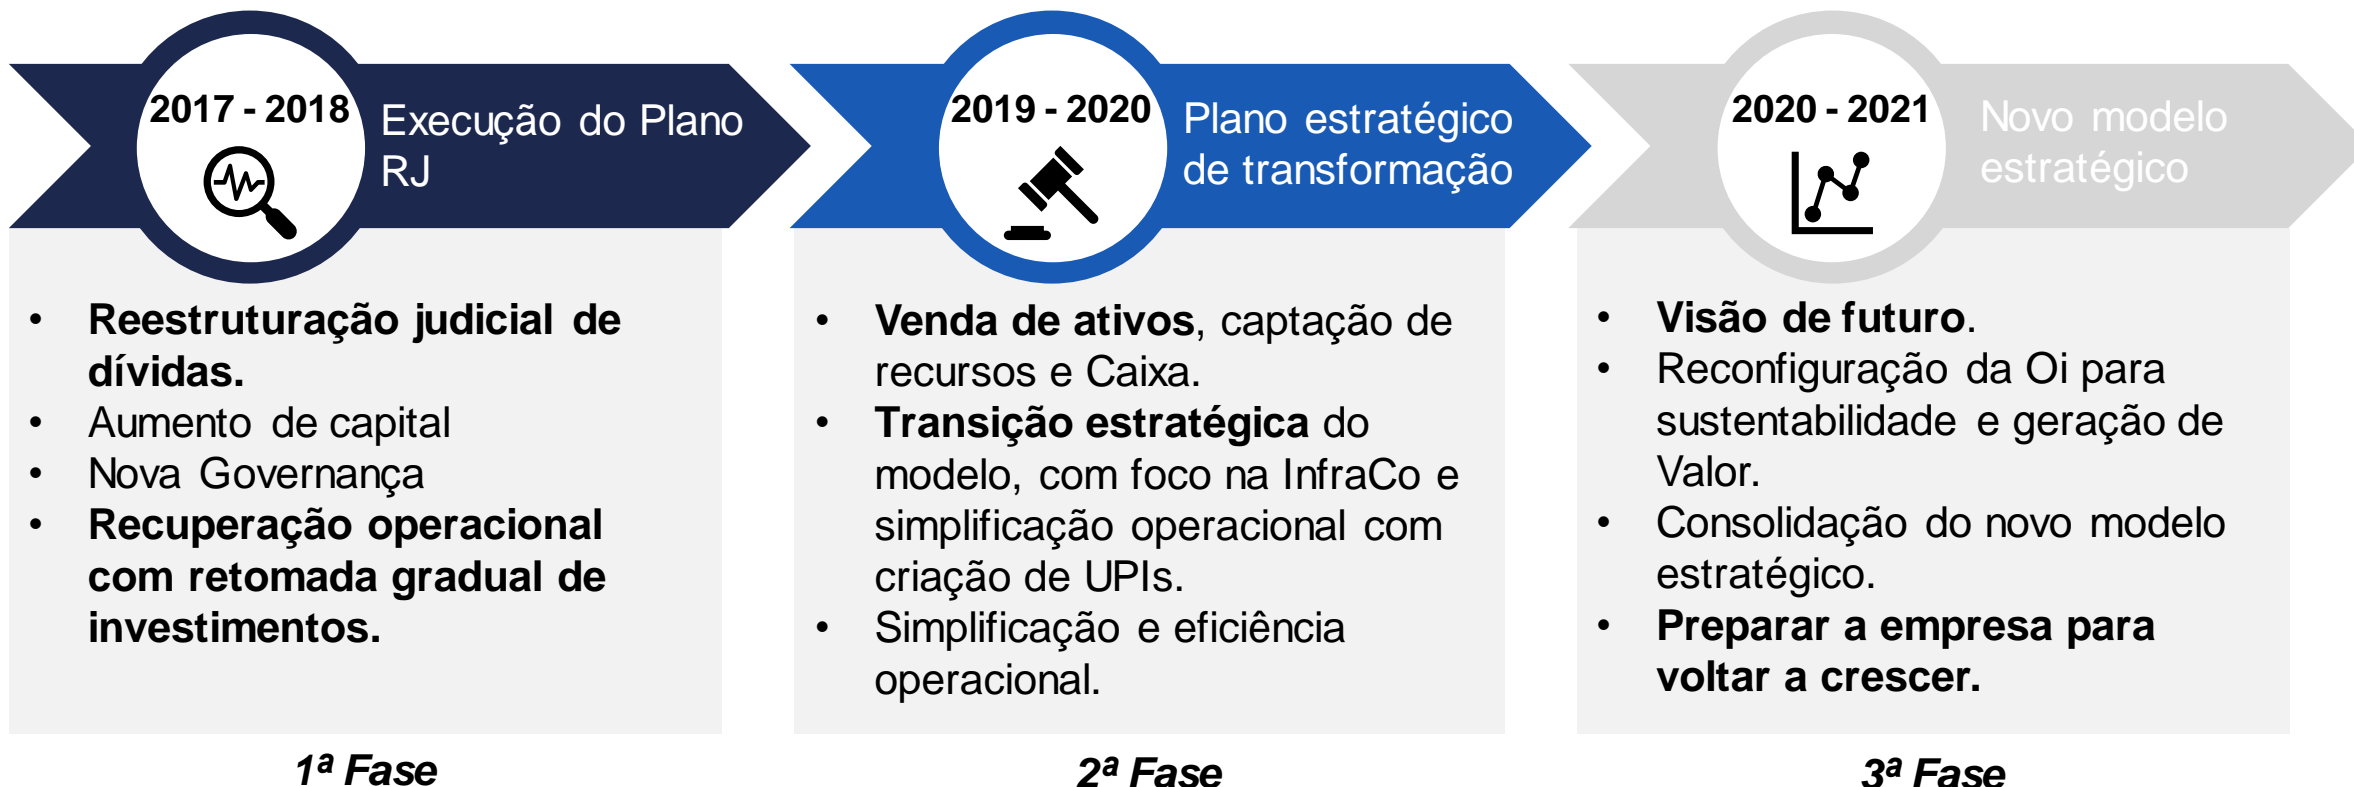 2017 - 2018
Execução do Plano
RJ
• Reestruturação judicial de
dívidas.
• Aumento de capital
• Nova Governança
• Recuperação operacional
com retomada gradual de
investimentos.
1ª Fase
2019 - 2020
Plano estratégico
de transformação
• Venda de ativos, captação de
recursos e Caixa.
• Transição estratégica do
modelo, com foco na InfraCo e
simplificação operacional com
criação de UPIs.
• Simplificação e eficiência
operacional.
2ª Fase
2020 - 2021
Novo modelo
estratégico
• Visão de futuro.
• Reconfiguração da Oi para
sustentabilidade e geração de
Valor.
• Consolidação do novo modelo
estratégico.
• Preparar a empresa para
voltar a crescer.
3ª Fase